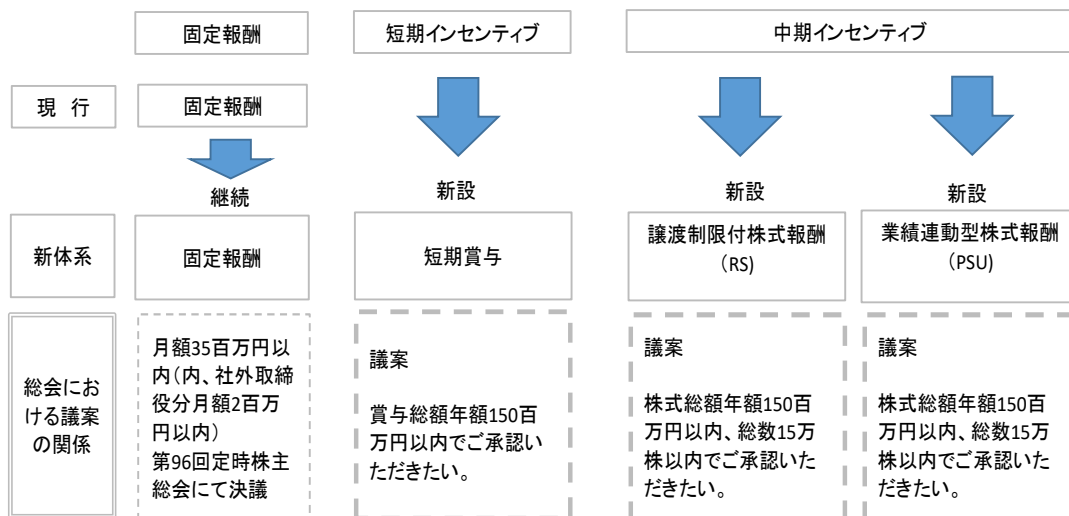 固定報酬
短期インセンティブ
中期インセンティブ
現 行
固定報酬
継続
新設
新設
新設
新体系
固定報酬
短期賞与
譲渡制限付株式報酬
（RS)
業績連動型株式報酬
（PSU)
総会にお
ける議案
の関係
月額35百万円以
内（内、社外取締
役分月額2百万
円以内）
第96回定時株主
総会にて決議
議案
賞与総額年額150百
万円以内でご承認い
ただきたい。
議案
株式総額年額150百
万円以内、総数15万
株以内でご承認いた
だきたい。
議案
株式総額年額150百
万円以内、総数15万
株以内でご承認いた
だきたい。